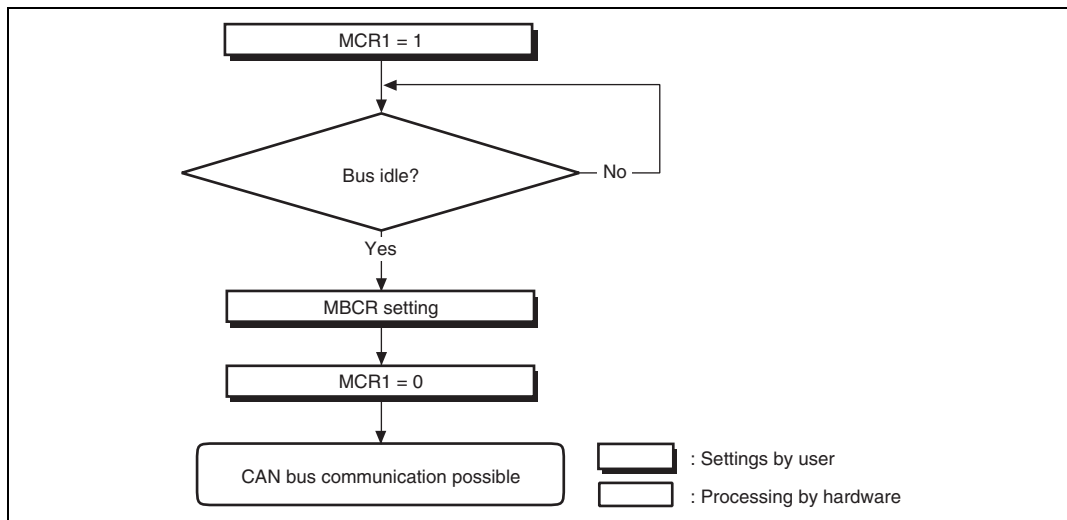 MCR1 = 1
Bus idle?
No
Yes
MBCR setting
MCR1 = 0
CAN bus communication possible
: Settings by user
: Processing by hardware